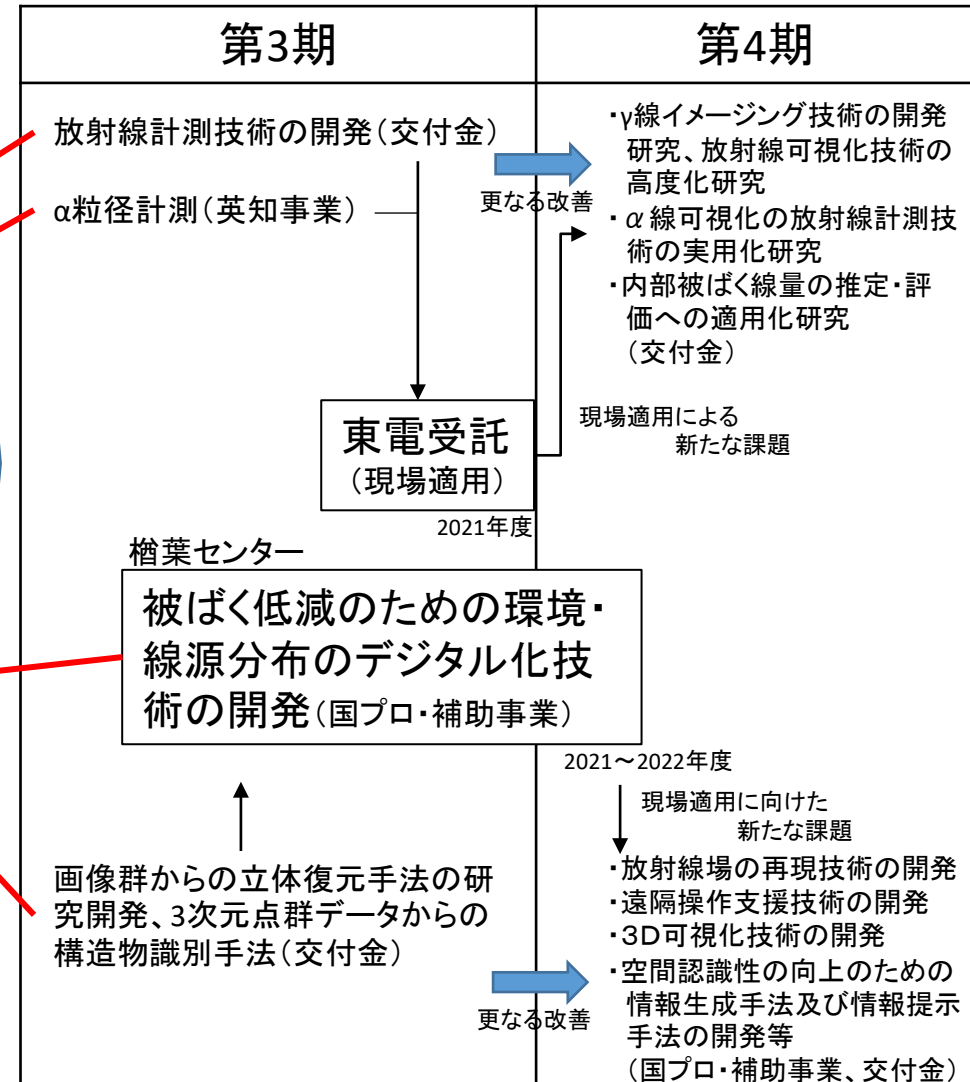 第3期
第4期
放射線計測技術の開発(交付金)
α粒径計測(英知事業)
更なる改善
・γ線イメージング技術の開発
研究、放射線可視化技術の
高度化研究
・α線可視化の放射線計測技
術の実用化研究
・内部被ばく線量の推定・評
価への適用化研究
(交付金)
東電受託
(現場適用)
2021年度
現場適用による
新たな課題
楢葉センター
被ばく低減のための環境・
線源分布のデジタル化技
術の開発(国プロ・補助事業)
2021～2022年度
現場適用に向けた
新たな課題
画像群からの立体復元手法の研
究開発、3次元点群データからの
構造物識別手法(交付金)
更なる改善
・放射線場の再現技術の開発
・遠隔操作支援技術の開発
・3D可視化技術の開発
・空間認識性の向上のための
情報生成手法及び情報提示
手法の開発等
(国プロ・補助事業、交付金)